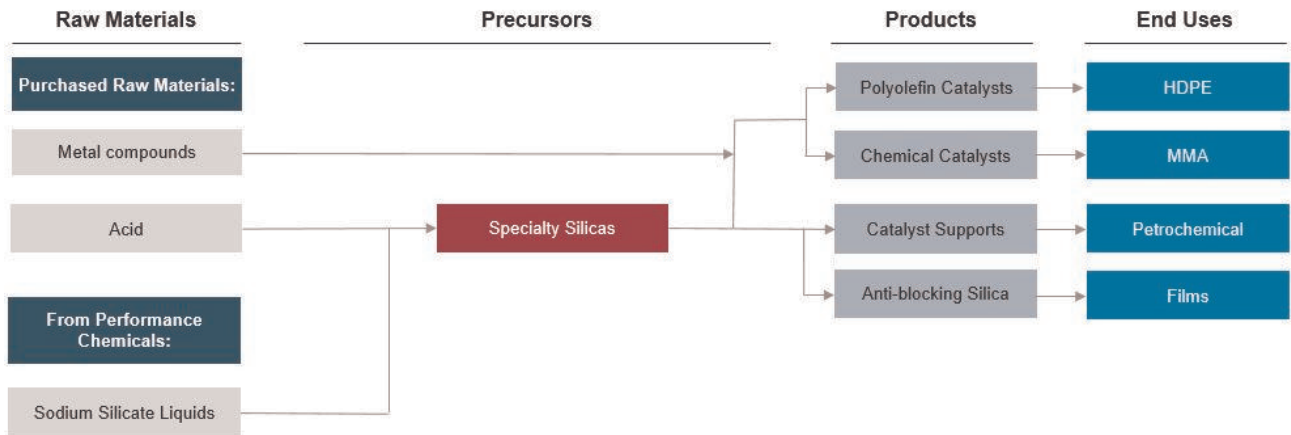 Raw Materials
Precursors
Products
End Uses
Purchased Raw Materials:
Polyolefin Catalysts
HDPE
Metal compounds
Chemical Catalysts
MMA
Acid
Specialty Silicas
Catalyst Supports
Petrochemical
Anti-blocking Silica
Films
From Performance
Chemicals:
Sodium Silicate Liquids